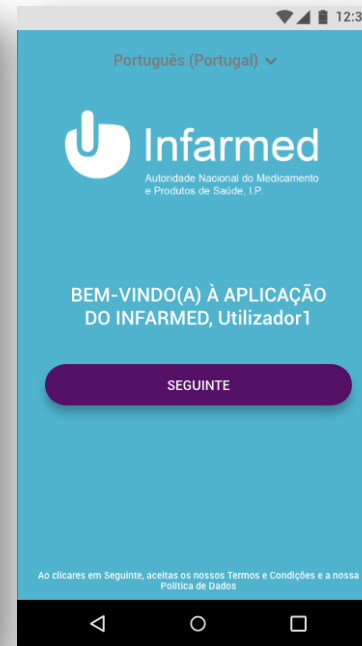 12:3
Português (Portugal)
Infarmed
Autoridade Nacional do Medicamento
e Produtos de Saúde, I.P.
BEM-VINDO(A) À APLICAÇÃO
DO INFARMED, Utilizador1
SEGUINTE
Ao clicares em Seguinte, aceitas os nossos Termos e Condições e a nossa
Política de Dados